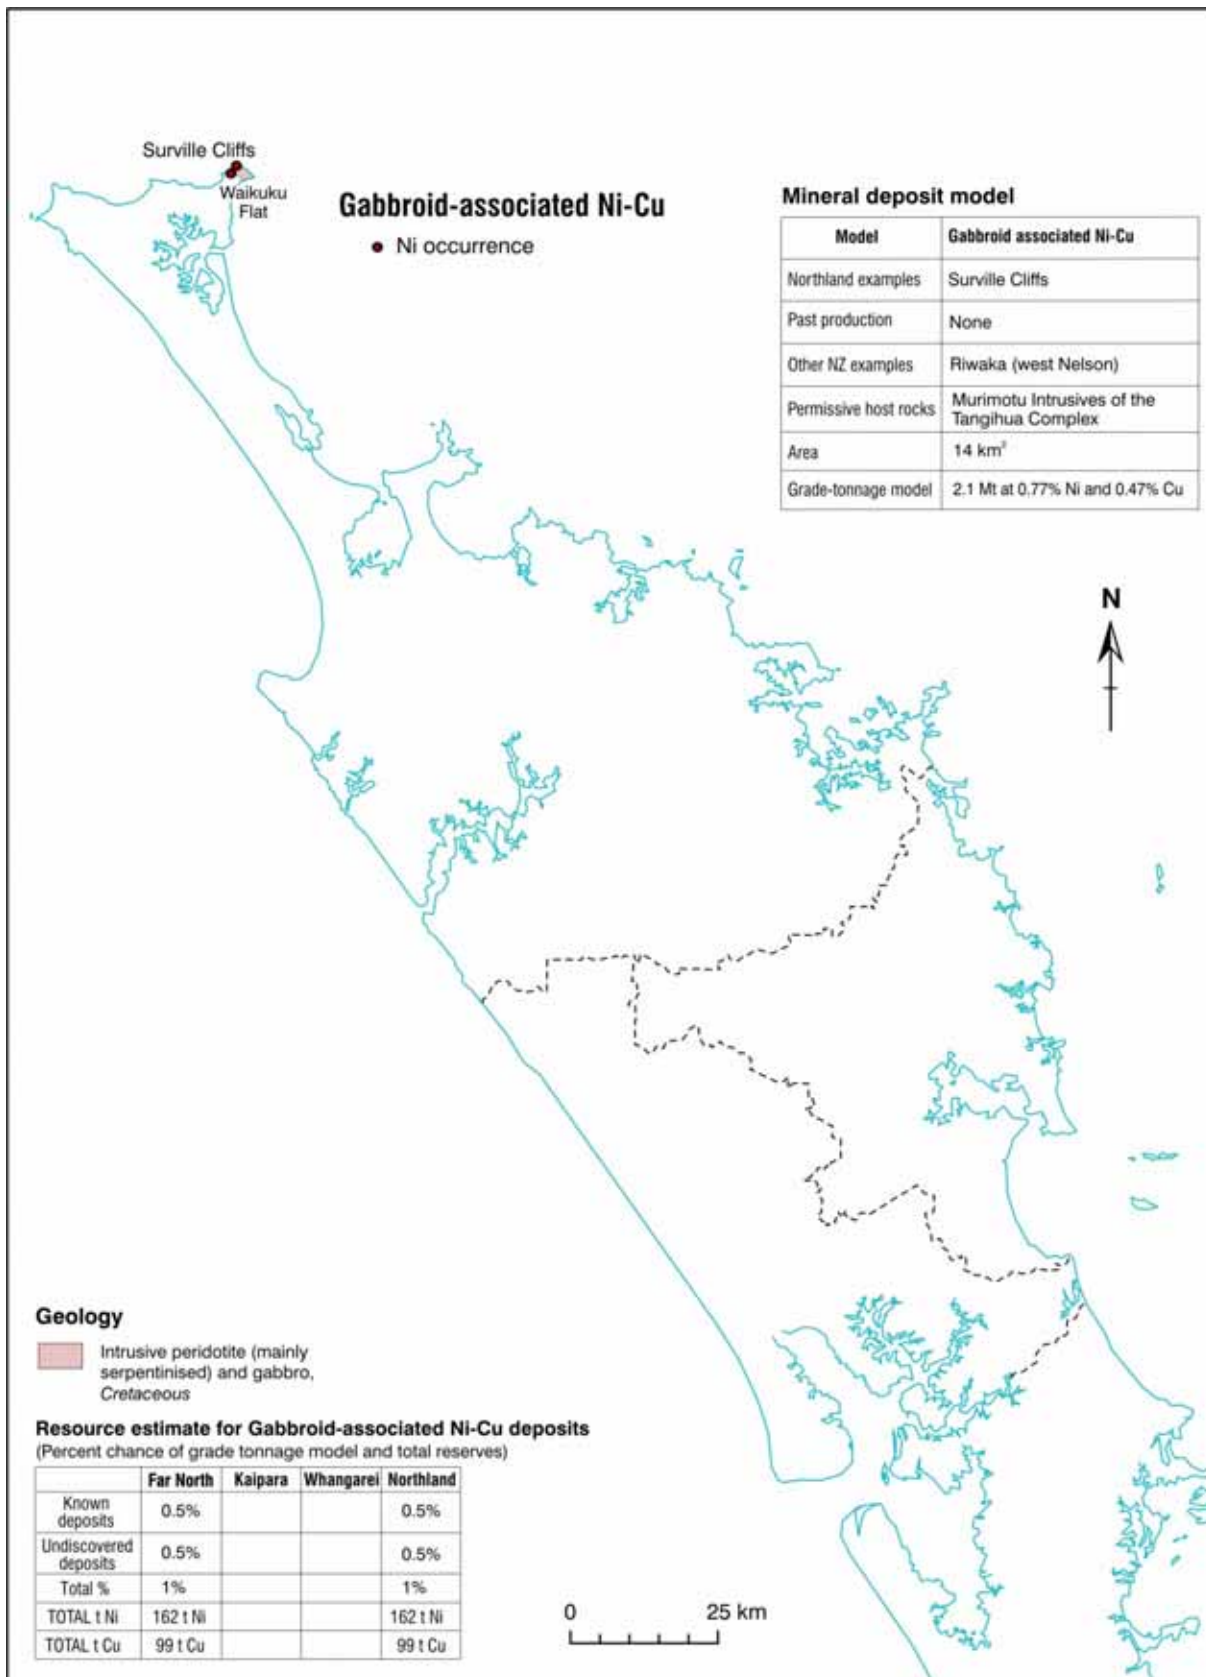 Surville Cliffs
Waikuku
Flat
Gabbroid-associated Ni-Cu
Ni occurrence
Mineral deposit model
Model Gabbroid associated Ni-Cu
Northland examples Surville Cliffs
Past production None
Other NZ examples Riwaka (west Nelson)
Permissive host rocks Murimotu Intrusives of the
Tangihua Complex
Area 14 km²
Grade-tonnage model 2.1 Mt at 0.77% Ni and 0.47% Cu
N
Geology
Intrusive peridotite (mainly
serpentinised) and gabbro,
Cretaceous
Resource estimate for Gabbroid-associated Ni-Cu deposits
(Percent chance of grade tonnage model and total reserves)
Far North Kaipara Whangarei Northland
Known
deposits 0.5% 0.5%
Undiscovered
deposits 0.5% 0.5%
Total % 1% 1%
TOTAL t Ni 162 t Ni 162 t Ni
TOTAL t Cu 99 t Cu 99 t Cu
0 25 km